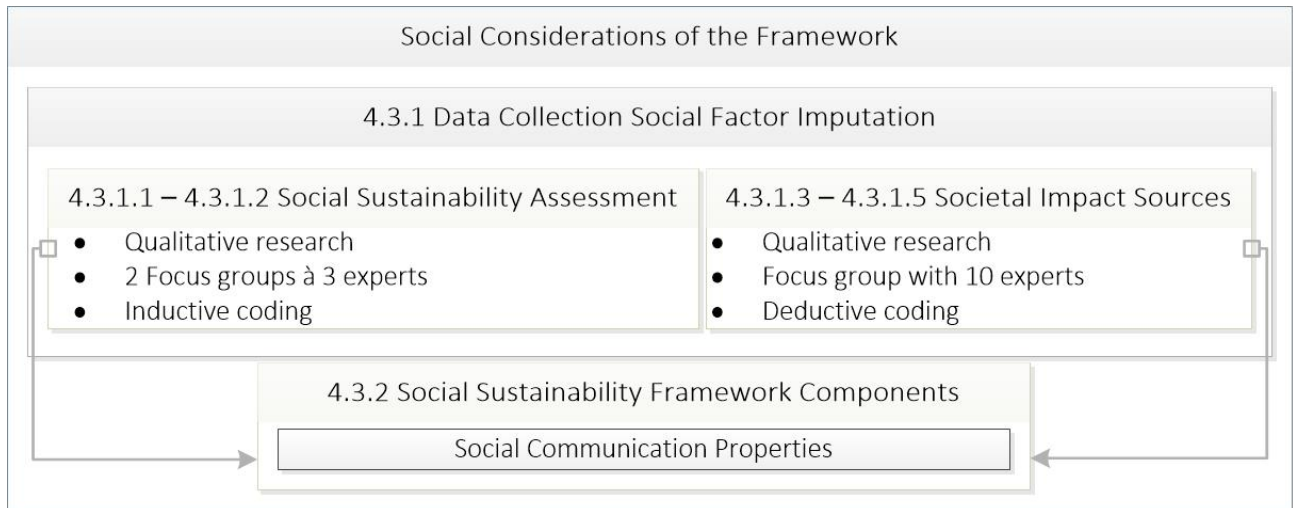 Social Considerations of the Framework
4.3.1 Data Collection Social Factor Imputation
4.3.1.1 – 4.3.1.2 Social Sustainability Assessment
● Qualitative research
● 2 Focus groups à 3 experts
● Inductive coding
4.3.1.3 – 4.3.1.5 Societal Impact Sources
● Qualitative research
● Focus group with 10 experts
● Deductive coding
4.3.2 Social Sustainability Framework Components
Social Communication Properties